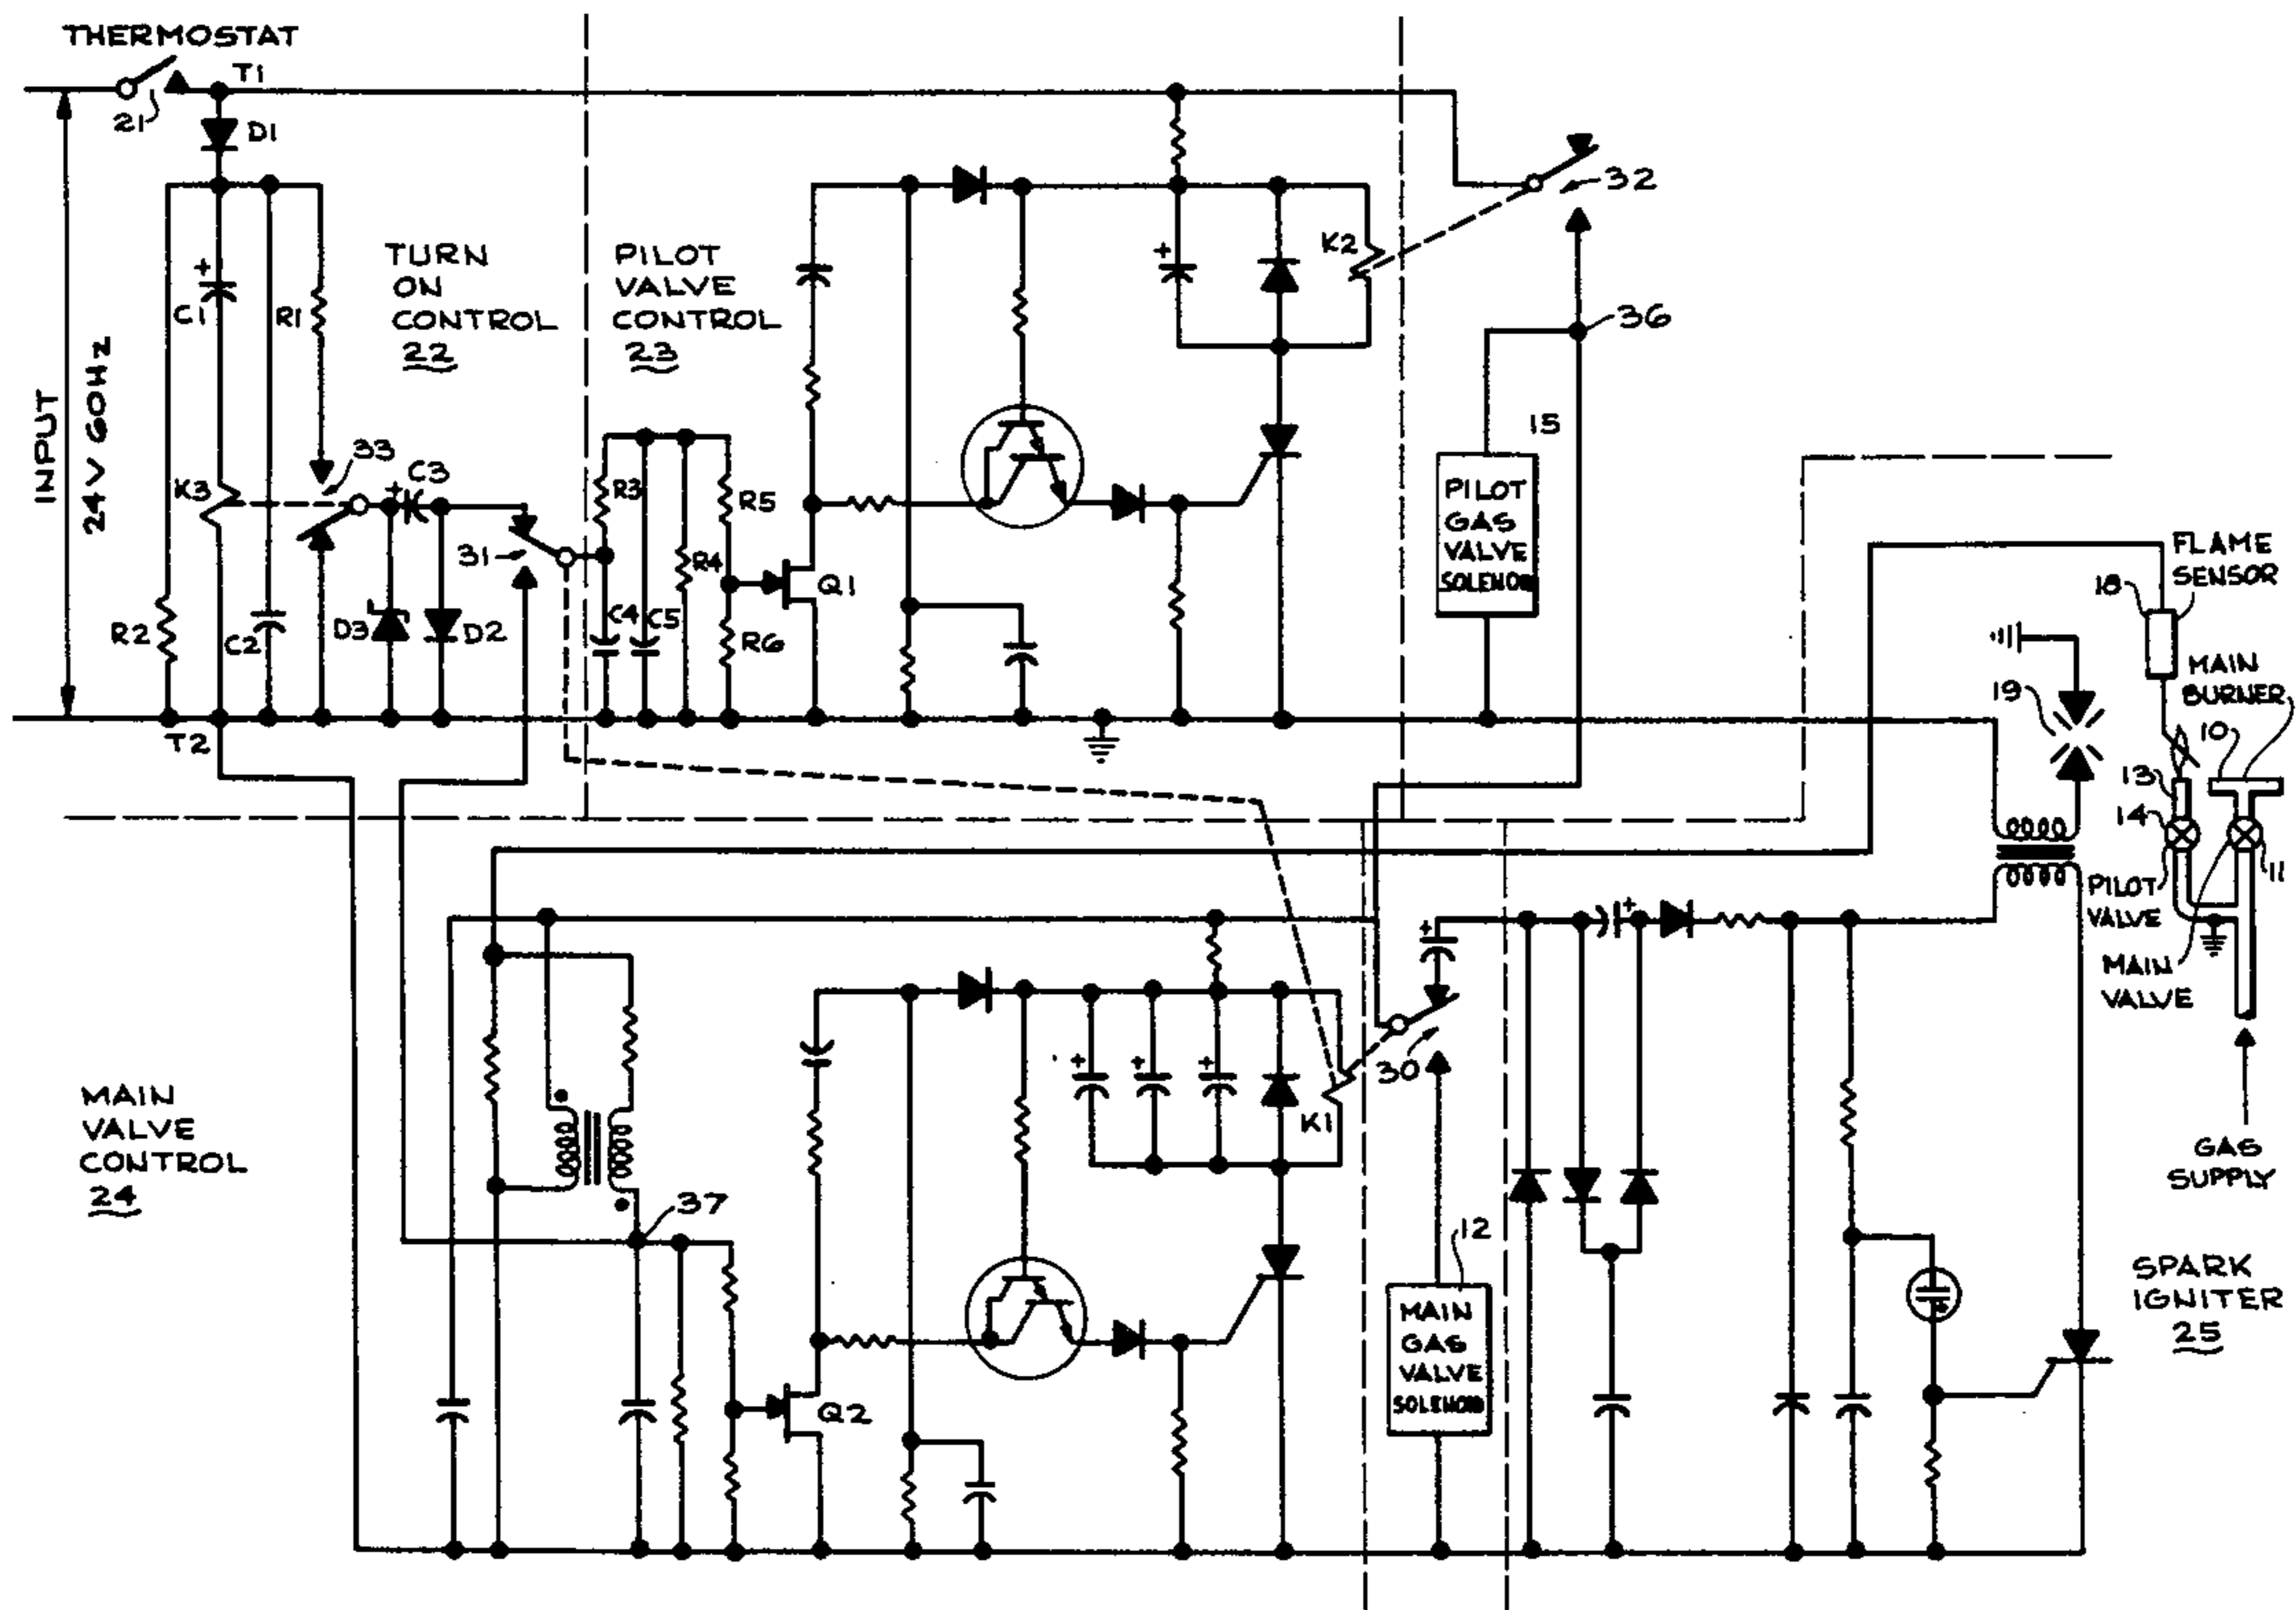 THERMOSTAT
T1
21
D1
32
K2
TURN
ON
CONTROL
22
PILOT
VALVE
CONTROL
23
C1
R1
36
INPUT
24V 60Hz
15
33
C3
K3
R3
R5
PILOT
GAS
VALVE
SOLENOID
FLAME
SENSOR
18
31
R4
Q1
R2
C2
D3
D2
C4
C5
R6
MAIN
BURNER
19
10
T2
13
14
11
PILOT
VALVE
MAIN
VALVE
30
K1
MAIN
VALVE
CONTROL
24
GAS
SUPPLY
37
12
MAIN
GAS
VALVE
SOLENOID
SPARK
IGNITER
25
Q2